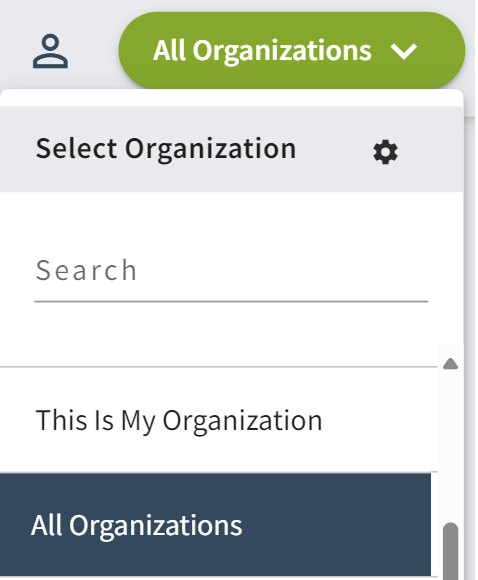 All Organizations
Select Organization
Search
This Is My Organization
All Organizations